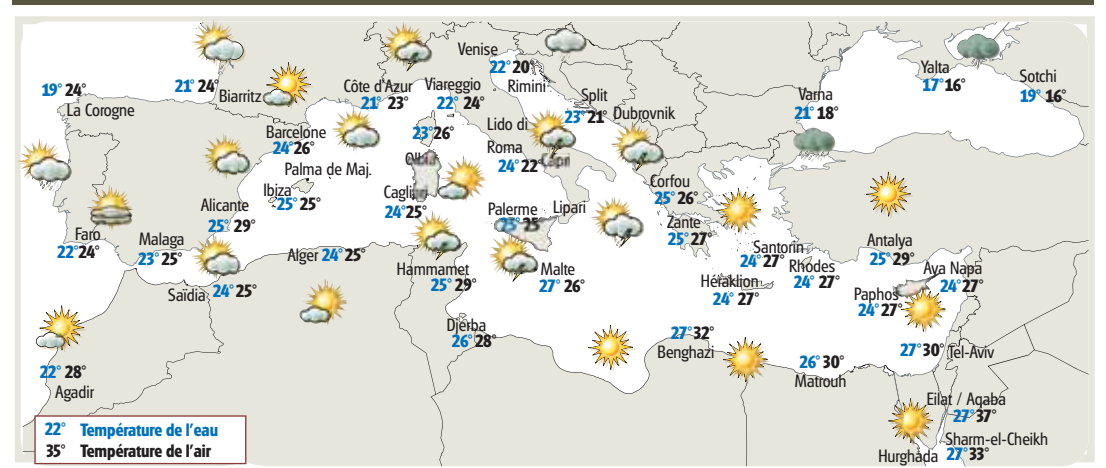 Venise
22° 20°
Rimini
19° 24°
La Corogne
21° 24°
Biarritz
Côte d'Azur
21° 23°
Viareggio
22° 24°
Split
23° 21°
Dubrovnik
Varna
21° 18°
Yalta
17° 16°
Sotchi
19° 16°
Barcelone
24° 26°
23° 26°
Olbia
Lido di
Roma
24° 22°
Capri
Palma de Maj.
Ibiza
25° 25°
Cagliari
24° 25°
Alicante
25° 29°
Palerme
25° 25°
Lipari
Corfou
25° 26°
Zante
25° 27°
Faro
22° 24°
Malaga
23° 25°
Alger 24° 25°
Saïdia
24° 25°
Hammamet
25° 29°
Malte
27° 26°
Santorin
24° 27°
Héraklion
24° 27°
Rhodes
24° 27°
Antalya
25° 29°
Aya Napa
24° 27°
Paphos
24° 27°
Djerba
26° 28°
27° 32°
Benghazi
26° 30°
Matrouh
27° 30° Tel-Aviv
22° 28°
Agadir
Eilat / Aqaba
27° 37°
Sharm-el-Cheikh
Hurghada 27° 33°
22° Température de l'eau
35° Température de l'air